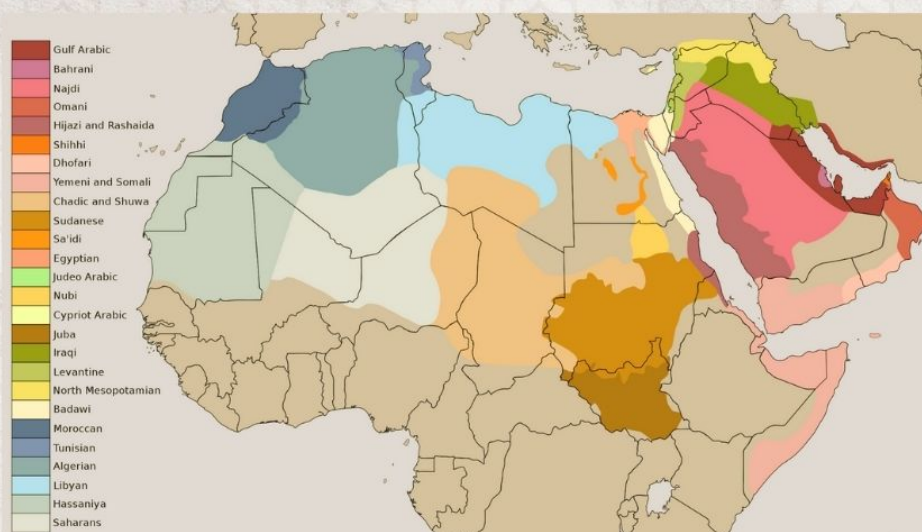 Gulf Arabic
Bahrani
Najdi
Omani
Hijazi and Rashaida
Shihhi
Dhofari
Yemeni and Somali
Chadic and Shuwa
Sudanese
Sa'idi
Egyptian
Judeo Arabic
Nubi
Cypriot Arabic
Juba
Iraqi
Levantine
North Mesopotamian
Badawi
Moroccan
Tunisian
Algerian
Libyan
Hassaniya
Saharans